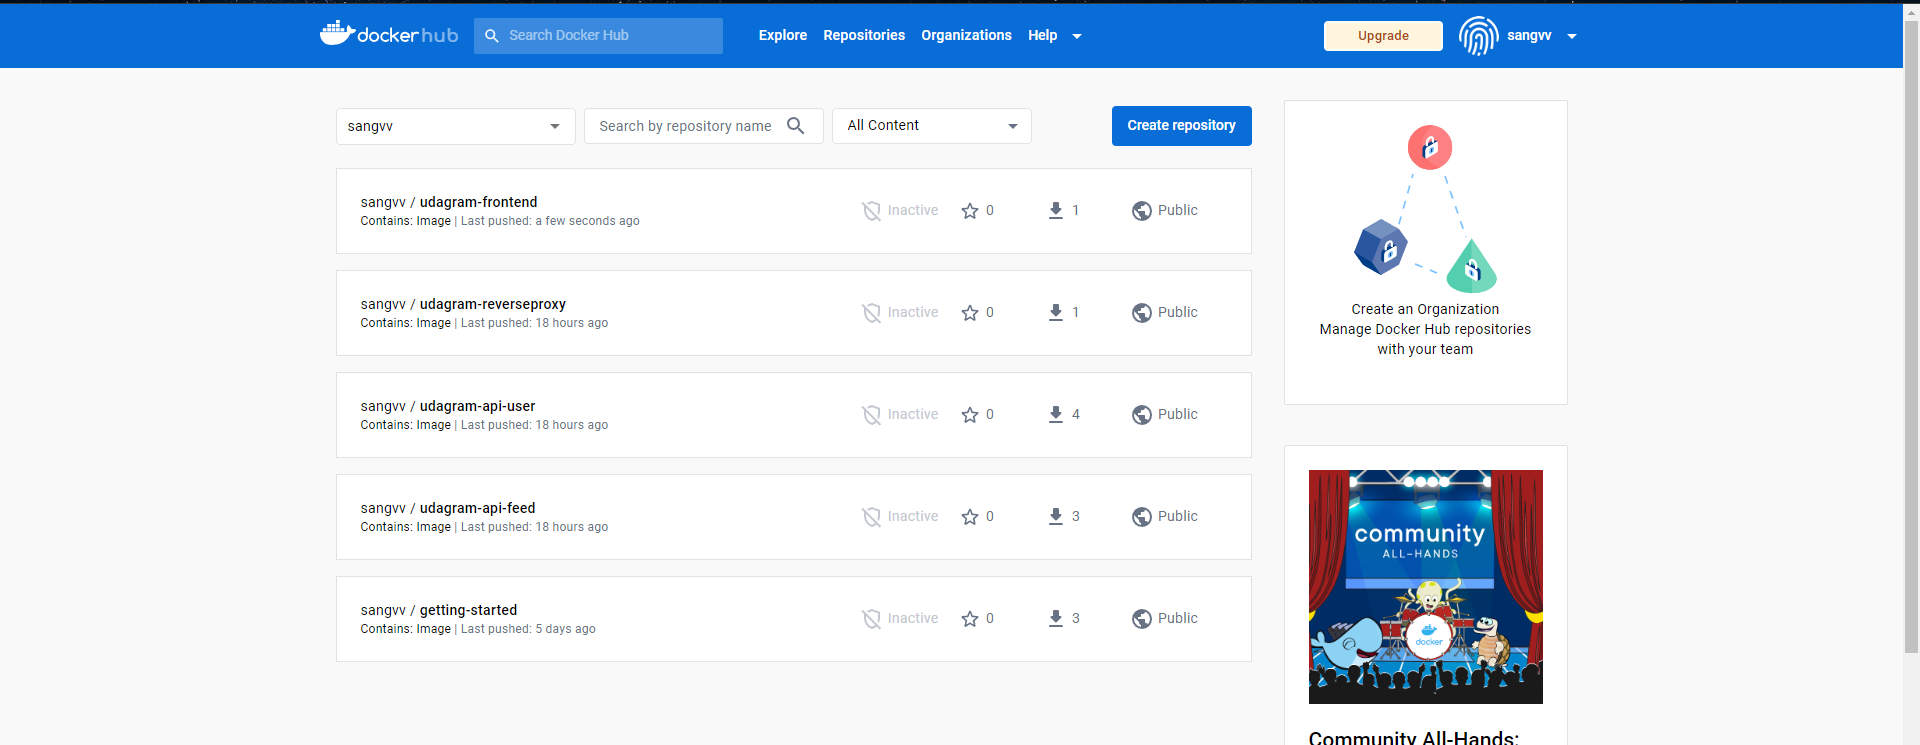 docker hub
Search Docker Hub
Explore Repositories Organizations Help
Upgrade
sangvv
sangvv
Search by repository name
All Content
Create repository
sangvv / udagram-frontend
Contains: Image | Last pushed: a few seconds ago
Inactive 0 1 Public
sangvv / udagram-reverseproxy
Contains: Image | Last pushed: 18 hours ago
Inactive 0 1 Public
sangvv / udagram-api-user
Contains: Image | Last pushed: 18 hours ago
Inactive 0 4 Public
sangvv / udagram-api-feed
Contains: Image | Last pushed: 18 hours ago
Inactive 0 3 Public
sangvv / getting-started
Contains: Image | Last pushed: 5 days ago
Inactive 0 3 Public
Create an Organization
Manage Docker Hub repositories
with your team
community
ALL-HANDS
docker
Community All-Hands: